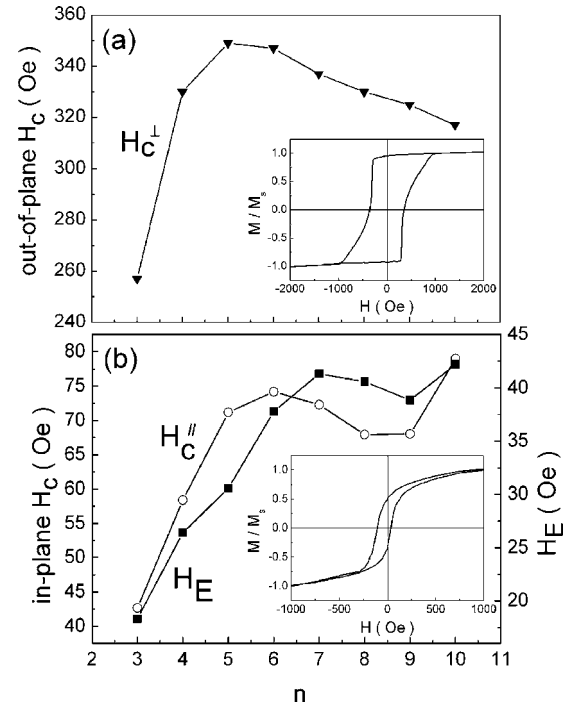 (a)
out-of-plane H_C ( Oe )
360
340
320
300
280
260
240
H_C^⊥
M / M_s
1.0
0.5
0.0
-0.5
-1.0
-2000 -1000 0 1000 2000
H ( Oe )
(b)
in-plane H_C ( Oe )
80
75
70
65
60
55
50
45
40
H_C^//
H_E
M / M_s
1.0
0.5
0.0
-0.5
-1.0
-1000 -500 0 500 1000
H ( Oe )
45
40
35
30
25
20
H_E ( Oe )
2 3 4 5 6 7 8 9 10 11
n